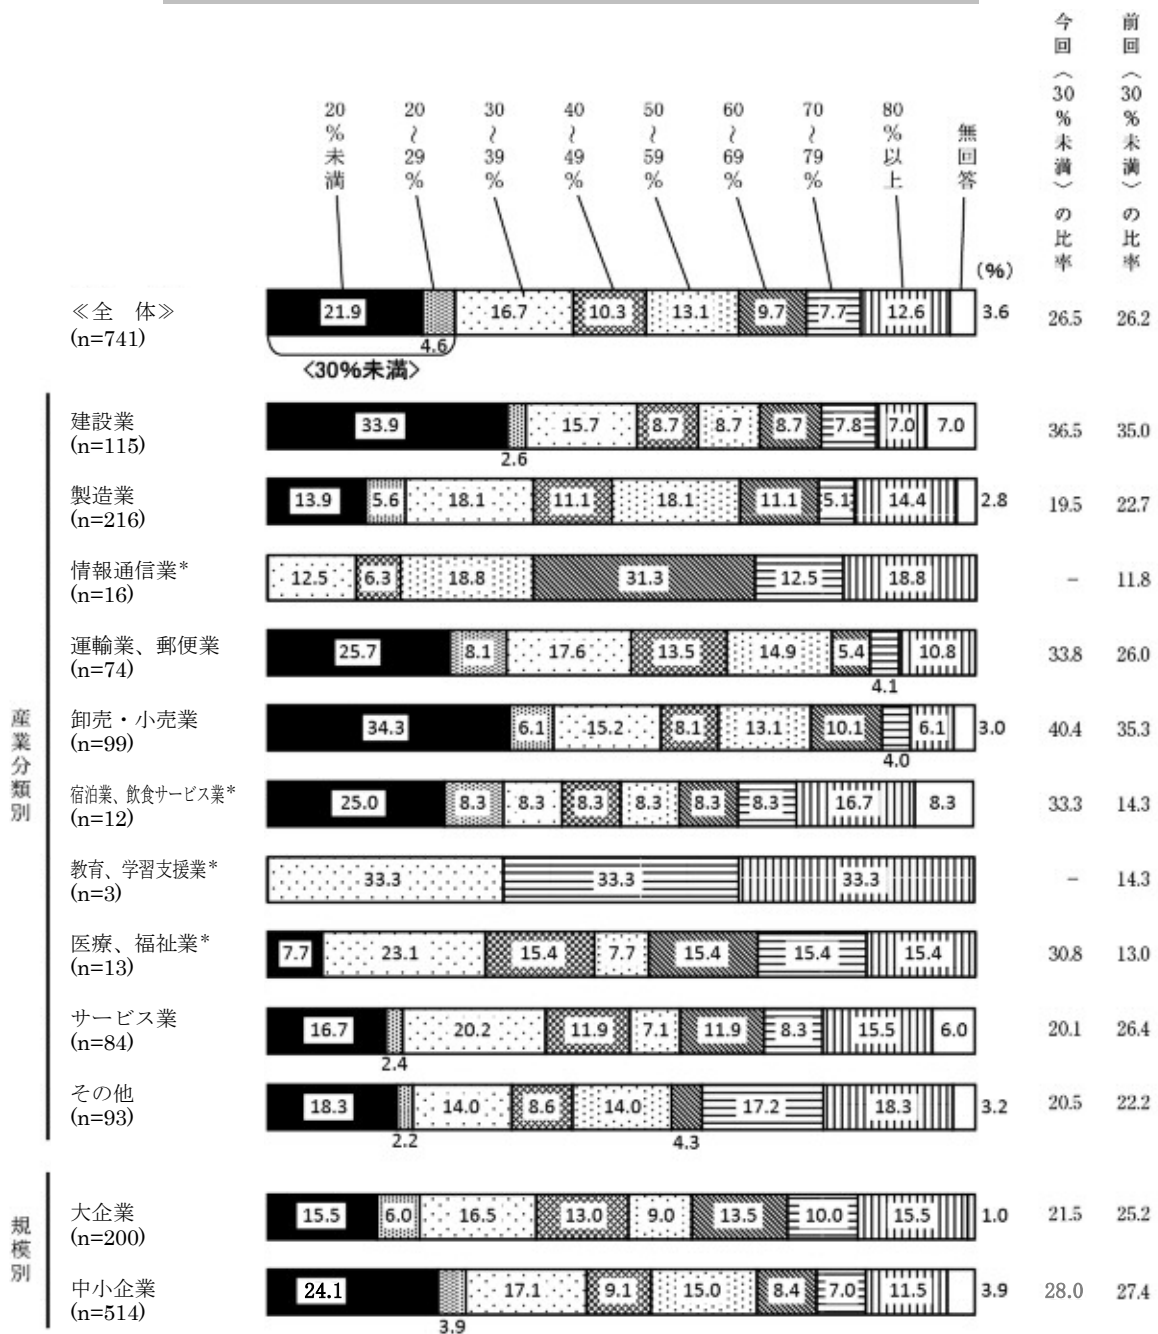 今回（30%未満）の比率
前回（30%未満）の比率
20%未満
20～29%
30～39%
40～49%
50～59%
60～69%
70～79%
80%以上
無回答
(%)
≪全　体≫
(n=741)
21.9 4.6 16.7 10.3 13.1 9.7 7.7 12.6 3.6 26.5 26.2
<30%未満>
産業分類別
建設業
(n=115)
33.9 2.6 15.7 8.7 8.7 8.7 7.8 7.0 7.0 36.5 35.0
製造業
(n=216)
13.9 5.6 18.1 11.1 18.1 11.1 5.1 14.4 2.8 19.5 22.7
情報通信業*
(n=16)
12.5 6.3 18.8 31.3 12.5 18.8 － 11.8
運輸業、郵便業
(n=74)
25.7 8.1 17.6 13.5 14.9 5.4 4.1 10.8 33.8 26.0
卸売・小売業
(n=99)
34.3 6.1 15.2 8.1 13.1 10.1 4.0 6.1 3.0 40.4 35.3
宿泊業、飲食サービス業*
(n=12)
25.0 8.3 8.3 8.3 8.3 8.3 8.3 16.7 8.3 33.3 14.3
教育、学習支援業*
(n=3)
33.3 33.3 33.3 － 14.3
医療、福祉業*
(n=13)
7.7 23.1 15.4 7.7 15.4 15.4 15.4 30.8 13.0
サービス業
(n=84)
16.7 2.4 20.2 11.9 7.1 11.9 8.3 15.5 6.0 20.1 26.4
その他
(n=93)
18.3 2.2 14.0 8.6 14.0 4.3 17.2 18.3 3.2 20.5 22.2
規模別
大企業
(n=200)
15.5 6.0 16.5 13.0 9.0 13.5 10.0 15.5 1.0 21.5 25.2
中小企業
(n=514)
24.1 3.9 17.1 9.1 15.0 8.4 7.0 11.5 3.9 28.0 27.4